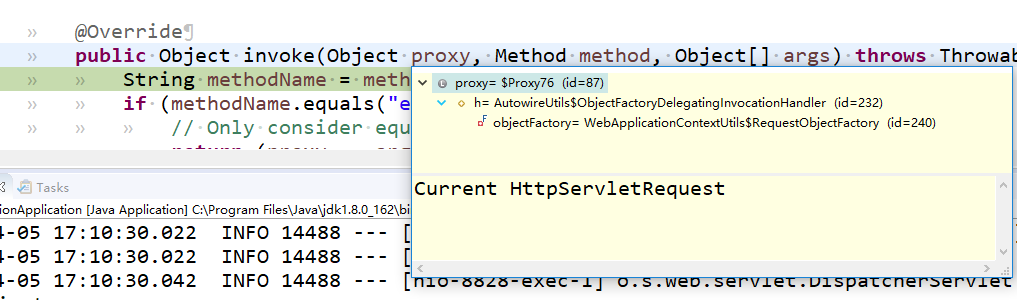 @Override¶
public Object invoke(Object proxy, Method method, Object[] args) throws Throwa
String methodName = meth
if (methodName.equals("e
// Only consider equ
proxy= $Proxy76 (id=87)
h= AutowireUtils$ObjectFactoryDelegatingInvocationHandler (id=232)
objectFactory= WebApplicationContextUtils$RequestObjectFactory (id=240)
Current HttpServletRequest
Tasks
ionApplication [Java Application] C:\Program Files\Java\jdk1.8.0_162\bi
4-05 17:10:30.022 INFO 14488 --- [
4-05 17:10:30.022 INFO 14488 --- [
4-05 17:10:30.042 INFO 14488 --- [nio-8828-exec-1] o.s.web.servlet.DispatcherServlet